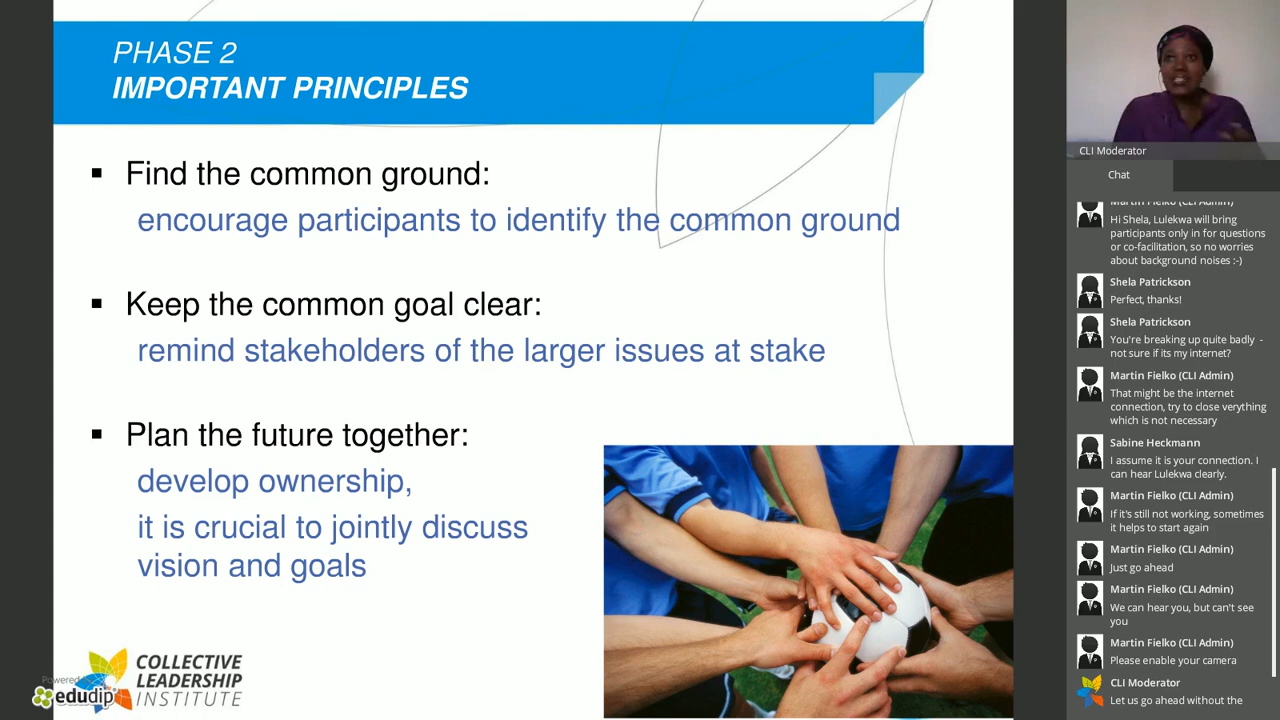 PHASE 2
IMPORTANT PRINCIPLES
▪ Find the common ground:
encourage participants to identify the common ground
▪ Keep the common goal clear:
remind stakeholders of the larger issues at stake
▪ Plan the future together:
develop ownership,
it is crucial to jointly discuss
vision and goals
COLLECTIVE
LEADERSHIP
INSTITUTE
Powered
edudip
CLI Moderator
Chat
Martin Fielko (CLI Admin)
Hi Shela, Lulekwa will bring
participants only in for questions
or co-facilitation, so no worries
about background noises :-)
Shela Patrickson
Perfect, thanks!
Shela Patrickson
You're breaking up quite badly -
not sure if its my internet?
Martin Fielko (CLI Admin)
That might be the internet
connection, try to close verything
which is not necessary
Sabine Heckmann
I assume it is your connection. I
can hear Lulekwa clearly.
Martin Fielko (CLI Admin)
If it's still not working, sometimes
it helps to start again
Martin Fielko (CLI Admin)
Just go ahead
Martin Fielko (CLI Admin)
We can hear you, but can't see
you
Martin Fielko (CLI Admin)
Please enable your camera
CLI Moderator
Let us go ahead without the